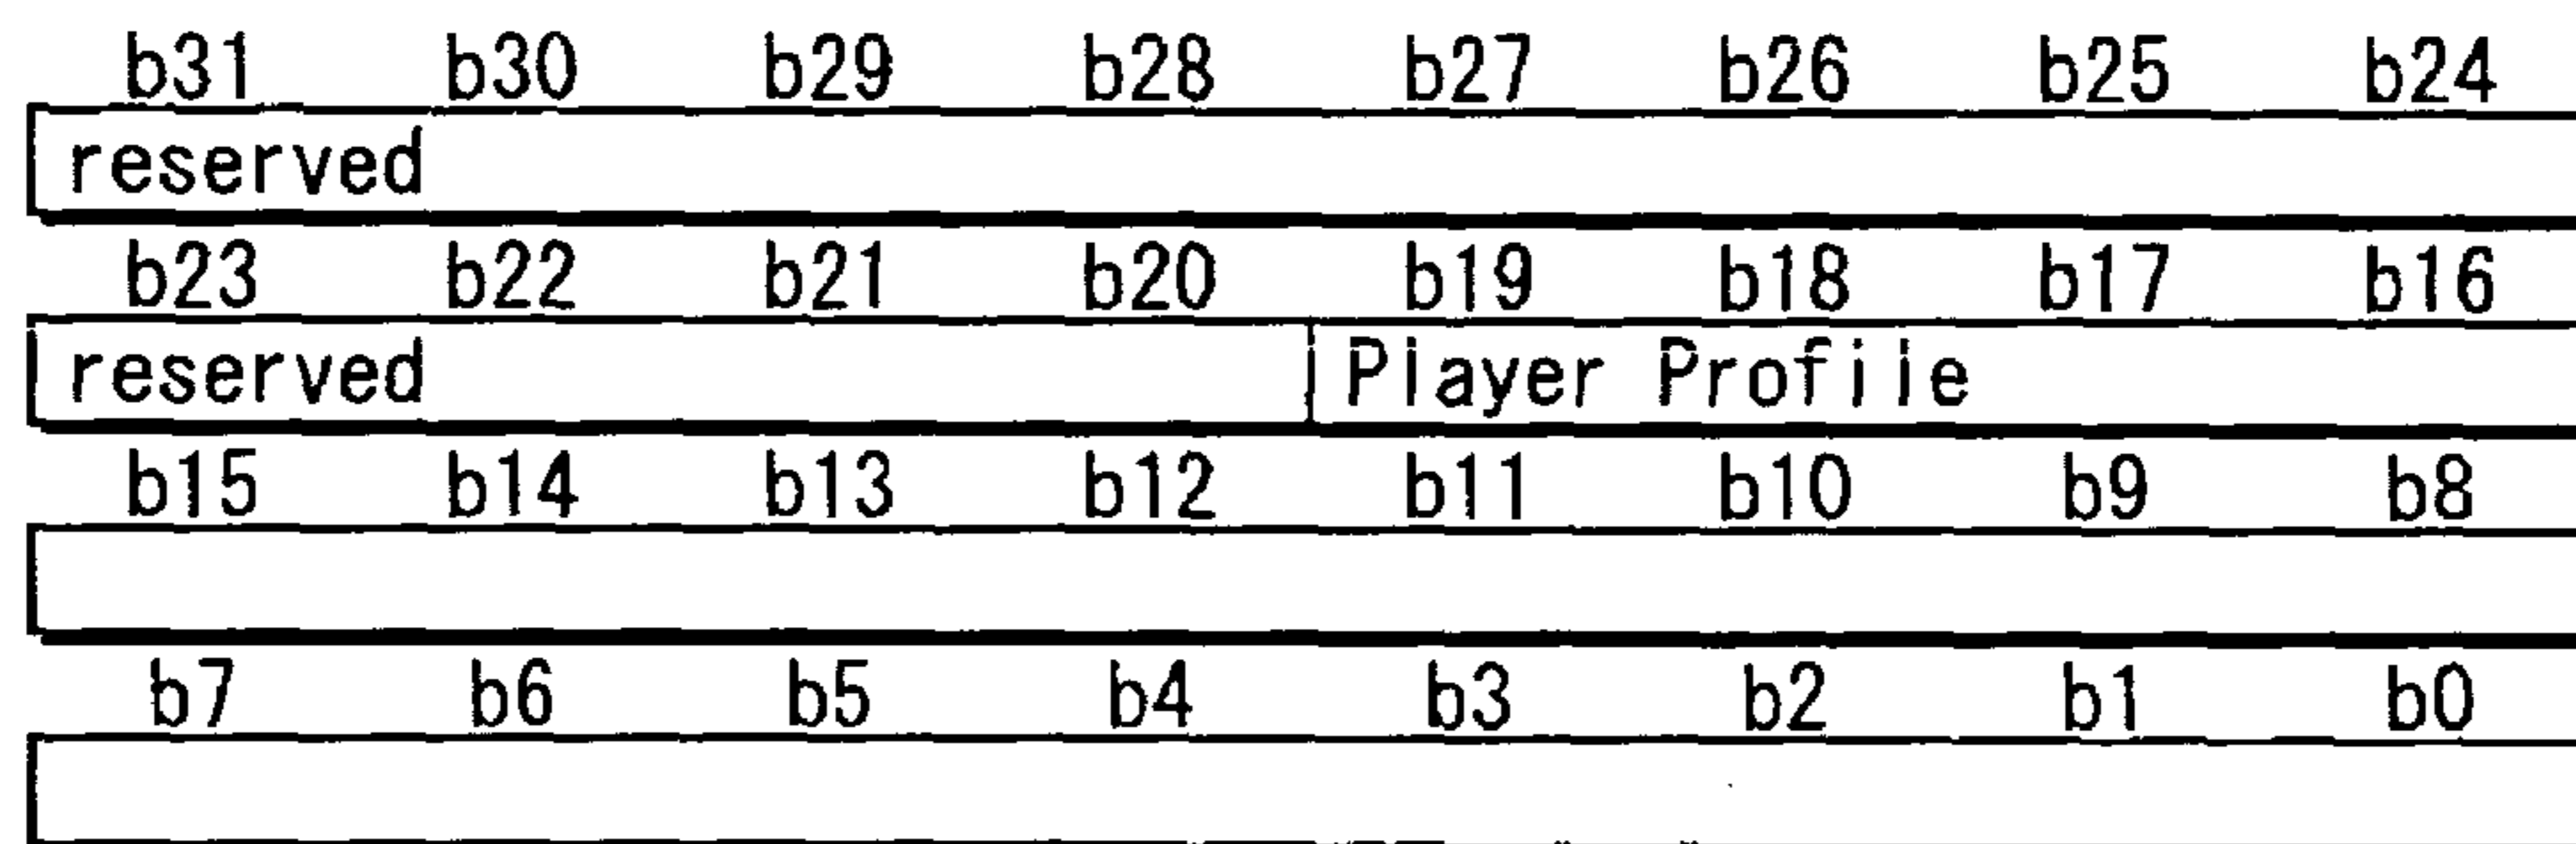 b31 b30 b29 b28 b27 b26 b25 b24
reserved
b23 b22 b21 b20 b19 b18 b17 b16
reserved Player Profile
b15 b14 b13 b12 b11 b10 b9 b8
b7 b6 b5 b4 b3 b2 b1 b0